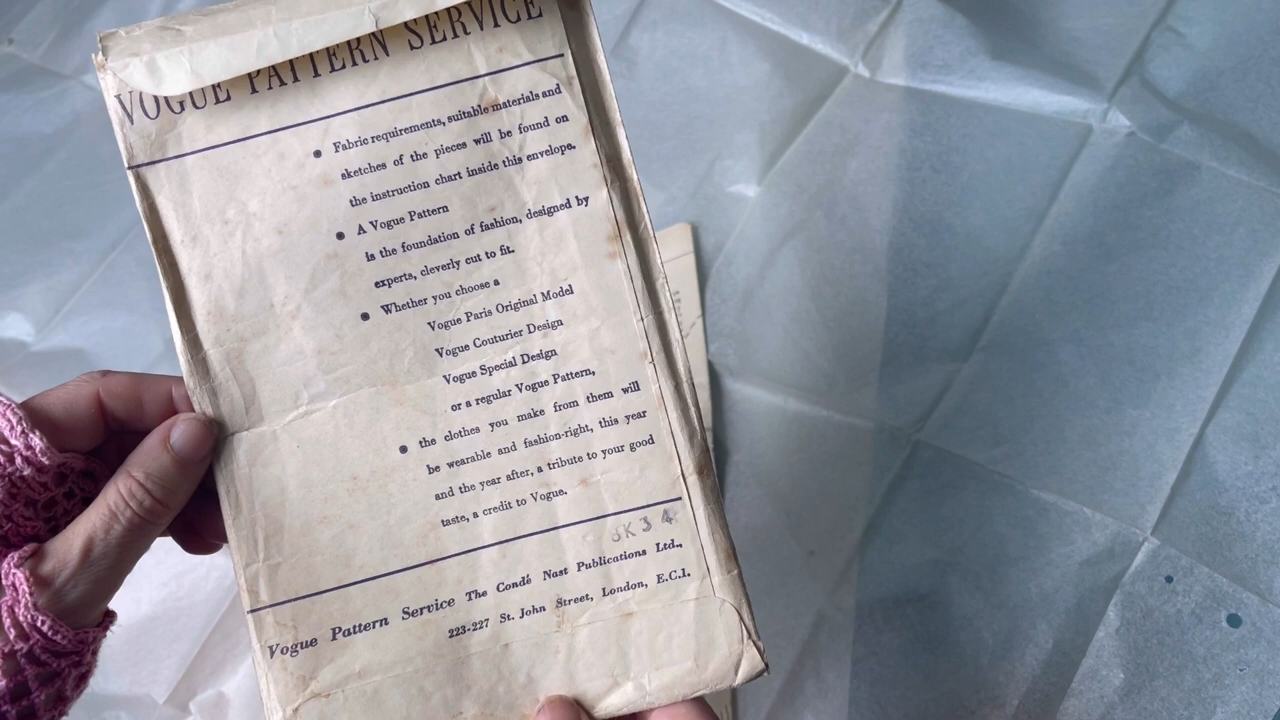 VOGUE PATTERN SERVICE
• Fabric requirements, suitable materials and
sketches of the pieces will be found on
the instruction chart inside this envelope.
• A Vogue Pattern
is the foundation of fashion, designed by
experts, cleverly cut to fit.
• Whether you choose a
Vogue Paris Original Model
Vogue Couturier Design
Vogue Special Design
or a regular Vogue Pattern,
• the clothes you make from them will
be wearable and fashion-right, this year
and the year after, a tribute to your good
taste, a credit to Vogue.
Vogue Pattern Service The Condé Nast Publications Ltd.,
223-227 St. John Street, London, E.C.1.